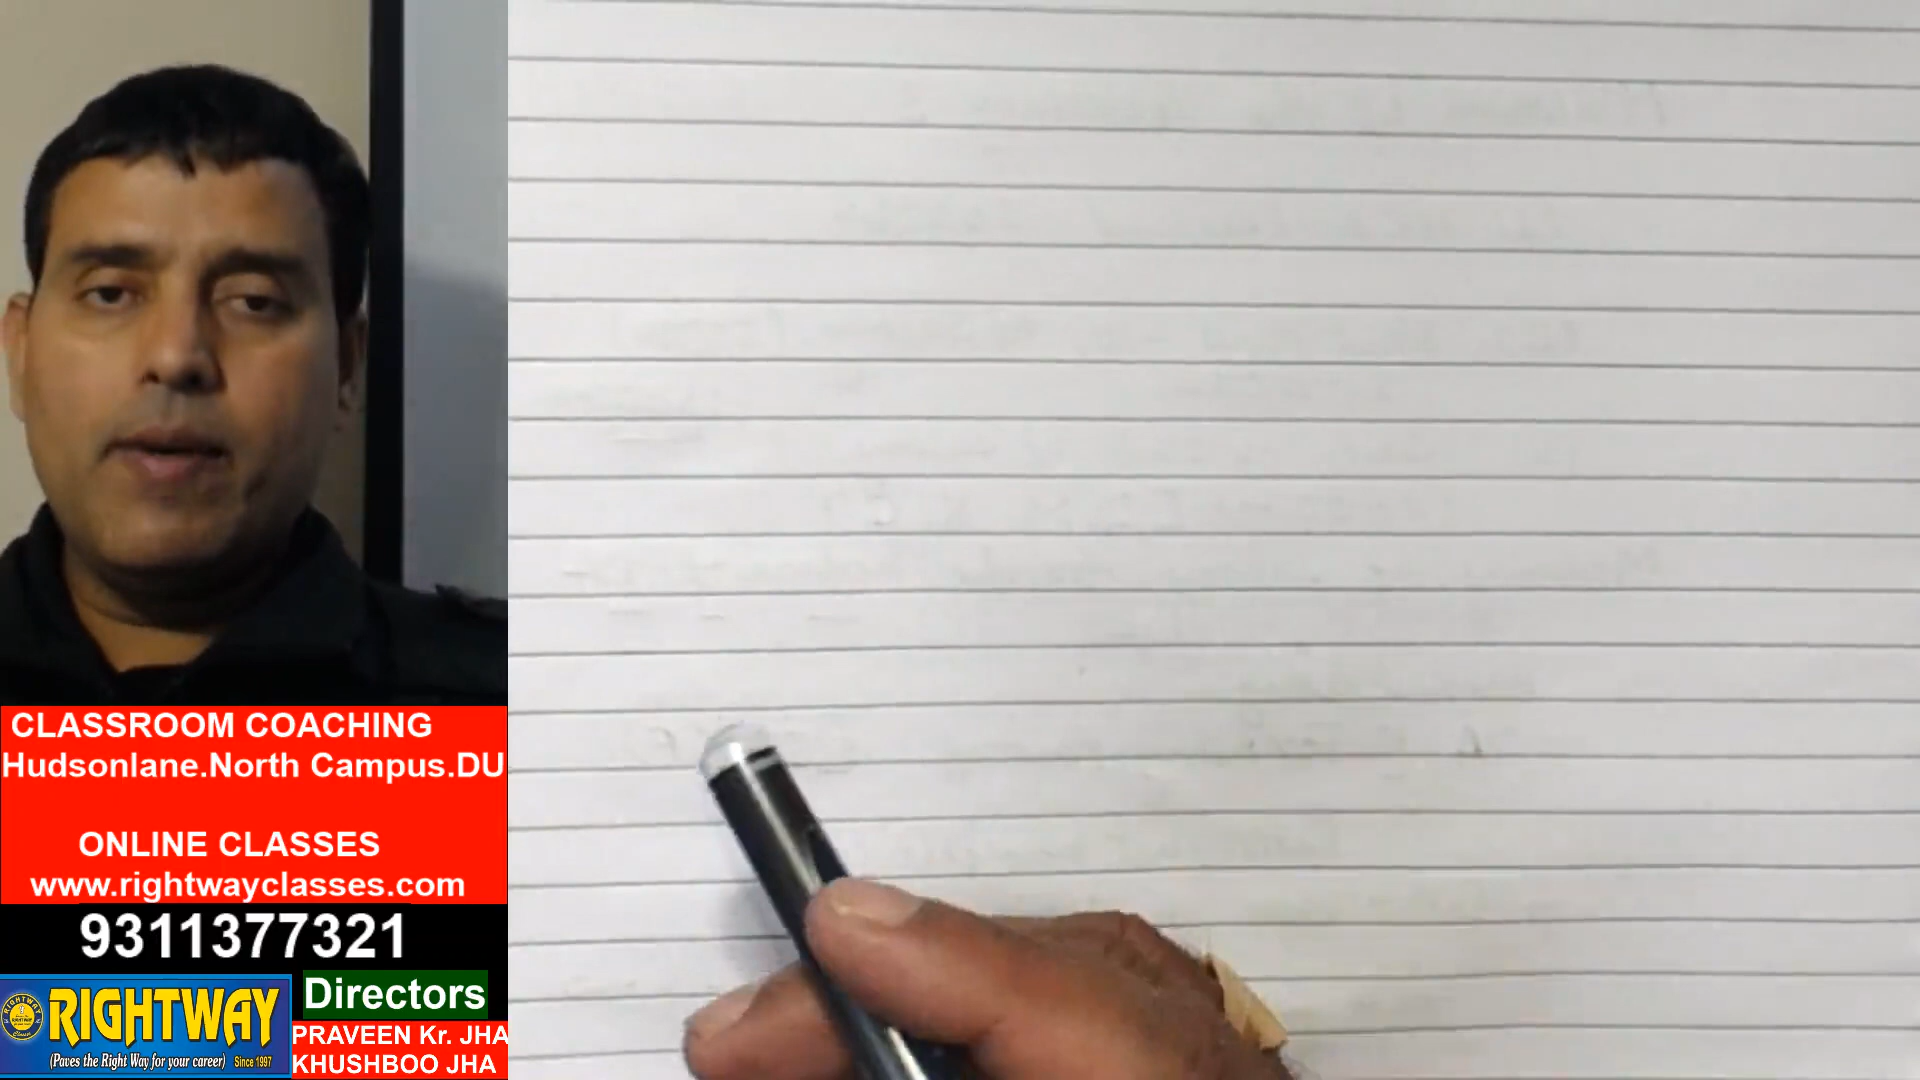 CLASSROOM COACHING
Hudsonlane.North Campus.DU
ONLINE CLASSES
www.rightwayclasses.com
9311377321
RIGHTWAY
(Paves the Right Way for your career) Since 1997
Directors
PRAVEEN Kr. JHA
KHUSHBOO JHA